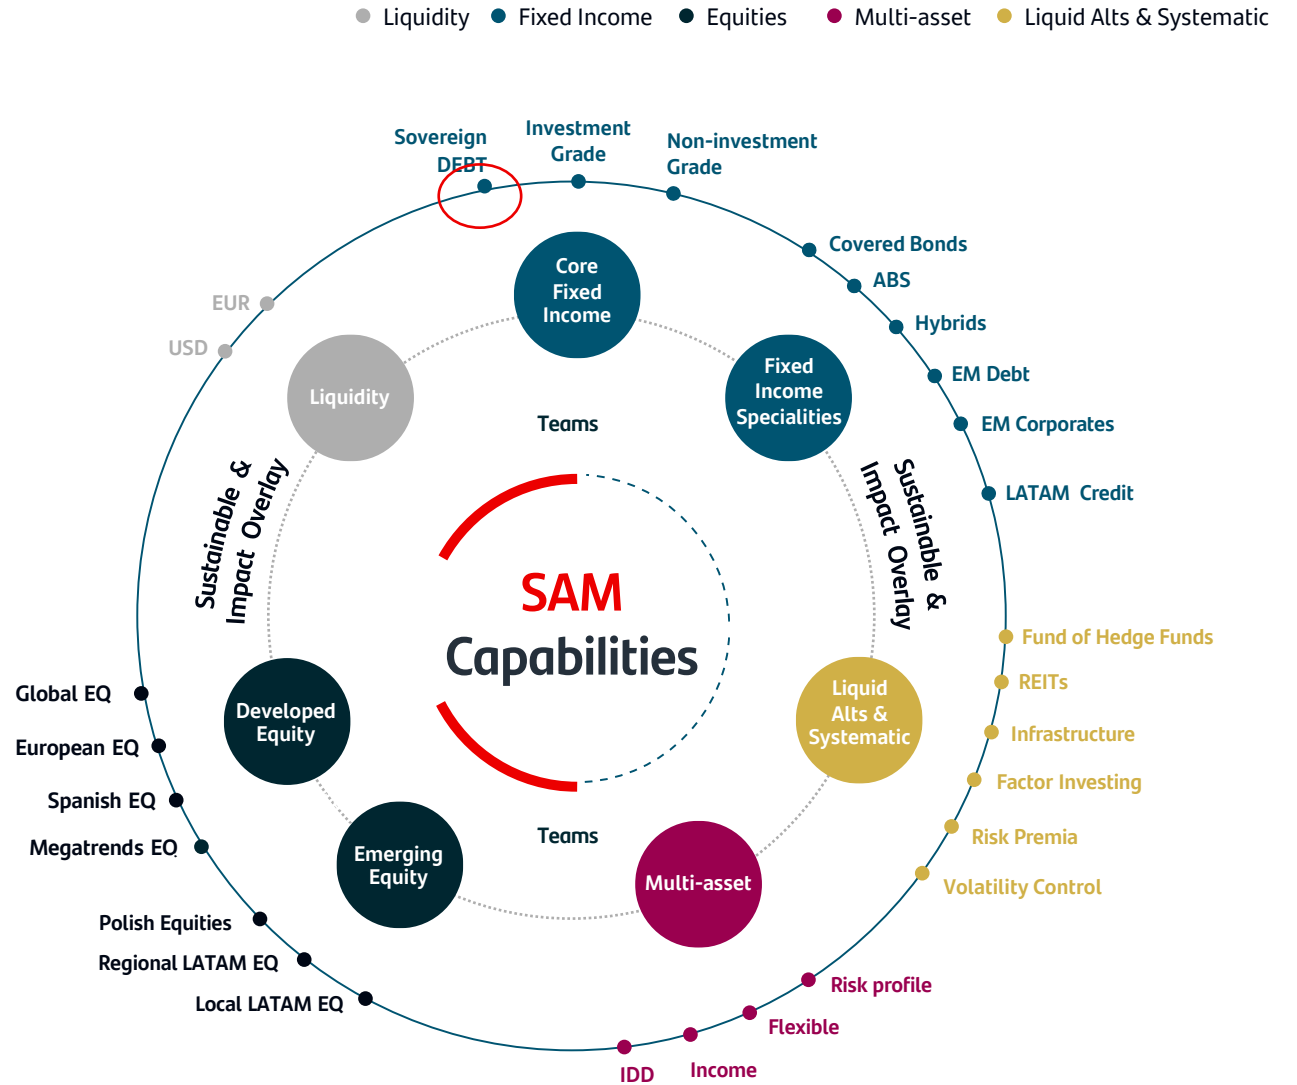 Liquidity
Fixed Income
Equities
Multi-asset
Liquid Alts & Systematic
Sovereign
DEBT
Investment
Grade
Non-investment
Grade
Covered Bonds
ABS
Hybrids
EM Debt
EM Corporates
LATAM Credit
EUR
USD
Core
Fixed
Income
Fixed
Income
Specialities
Liquidity
Teams
Sustainable &
Impact Overlay
Sustainable &
Impact Overlay
SAM
Capabilities
Fund of Hedge Funds
REITs
Infrastructure
Factor Investing
Risk Premia
Volatility Control
Liquid
Alts &
Systematic
Global EQ
European EQ
Spanish EQ
Megatrends EQ
Developed
Equity
Teams
Emerging
Equity
Multi-asset
Polish Equities
Regional LATAM EQ
Local LATAM EQ
Risk profile
Flexible
Income
IDD